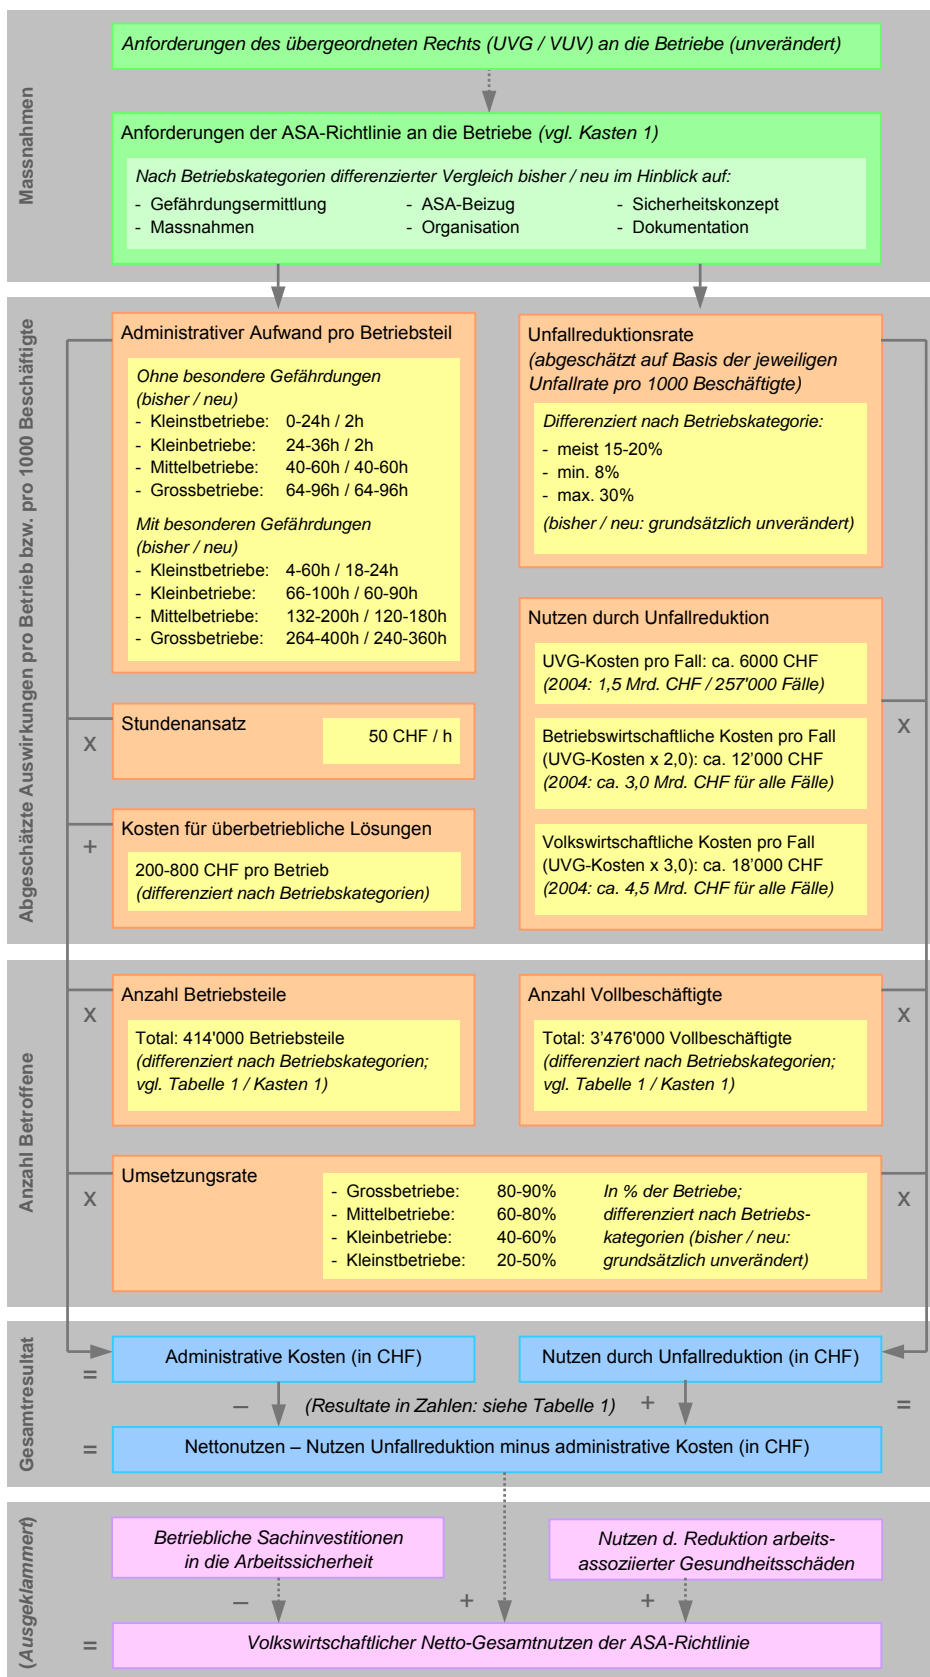 Massnahmen
Anforderungen des übergeordneten Rechts (UVG / VUV) an die Betriebe (unverändert)
Anforderungen der ASA-Richtlinie an die Betriebe (vgl. Kasten 1)
Nach Betriebskategorien differenzierter Vergleich bisher / neu im Hinblick auf:
- Gefährdungsermittlung - ASA-Beizug - Sicherheitskonzept
- Massnahmen - Organisation - Dokumentation
Abgeschätzte Auswirkungen pro Betrieb bzw. pro 1000 Beschäftigte
Administrativer Aufwand pro Betriebsteil
Ohne besondere Gefährdungen
(bisher / neu)
- Kleinstbetriebe: 0-24h / 2h
- Kleinbetriebe: 24-36h / 2h
- Mittelbetriebe: 40-60h / 40-60h
- Grossbetriebe: 64-96h / 64-96h
Mit besonderen Gefährdungen
(bisher / neu)
- Kleinstbetriebe: 4-60h / 18-24h
- Kleinbetriebe: 66-100h / 60-90h
- Mittelbetriebe: 132-200h / 120-180h
- Grossbetriebe: 264-400h / 240-360h
x
Stundenansatz
50 CHF / h
+
Kosten für überbetriebliche Lösungen
200-800 CHF pro Betrieb
(differenziert nach Betriebskategorien)
Unfallreduktionsrate
(abgeschätzt auf Basis der jeweiligen
Unfallrate pro 1000 Beschäftigte)
Differenziert nach Betriebskategorie:
- meist 15-20%
- min. 8%
- max. 30%
(bisher / neu: grundsätzlich unverändert)
Nutzen durch Unfallreduktion
UVG-Kosten pro Fall: ca. 6000 CHF
(2004: 1,5 Mrd. CHF / 257'000 Fälle)
Betriebswirtschaftliche Kosten pro Fall
(UVG-Kosten x 2,0): ca. 12’000 CHF
(2004: ca. 3,0 Mrd. CHF für alle Fälle)
Volkswirtschaftliche Kosten pro Fall
(UVG-Kosten x 3,0): ca. 18’000 CHF
(2004: ca. 4,5 Mrd. CHF für alle Fälle)
x
Anzahl Betroffene
x
Anzahl Betriebsteile
Total: 414'000 Betriebsteile
(differenziert nach Betriebskategorien;
vgl. Tabelle 1 / Kasten 1)
Anzahl Vollbeschäftigte
Total: 3’476'000 Vollbeschäftigte
(differenziert nach Betriebskategorien;
vgl. Tabelle 1 / Kasten 1)
x
x
Umsetzungsrate
- Grossbetriebe: 80-90%
- Mittelbetriebe: 60-80%
- Kleinbetriebe: 40-60%
- Kleinstbetriebe: 20-50%
In % der Betriebe;
differenziert nach Betriebs-
kategorien (bisher / neu:
grundsätzlich unverändert)
x
Gesamtresultat
=
Administrative Kosten (in CHF)
Nutzen durch Unfallreduktion (in CHF)
– (Resultate in Zahlen: siehe Tabelle 1) + =
= Nettonutzen – Nutzen Unfallreduktion minus administrative Kosten (in CHF)
(Ausgeklammert)
Betriebliche Sachinvestitionen
in die Arbeitssicherheit
Nutzen d. Reduktion arbeits-
assoziierter Gesundheitsschäden
– + +
= Volkswirtschaftlicher Netto-Gesamtnutzen der ASA-Richtlinie